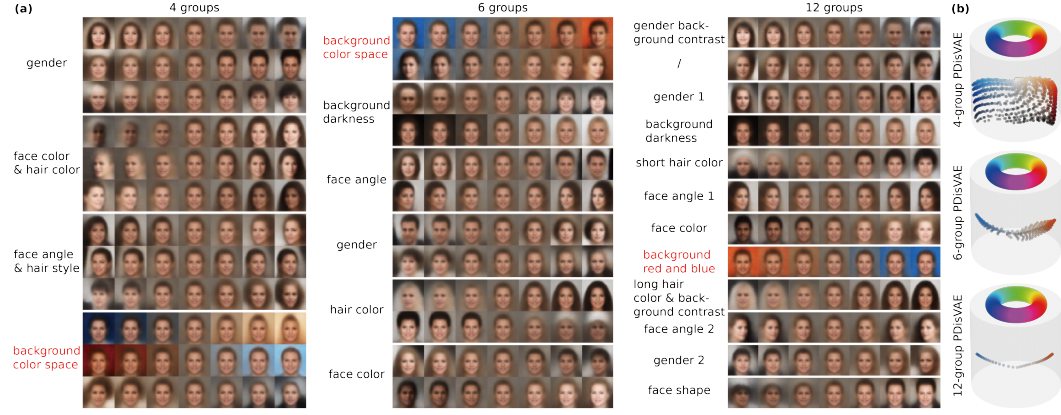 (a)
4 groups
gender
face color
& hair color
face angle
& hair style
background
color space
6 groups
background
color space
background
darkness
face angle
gender
hair color
face color
12 groups
gender back-
ground contrast
/
gender 1
background
darkness
short hair color
face angle 1
face color
background
red and blue
long hair
color & back-
ground contrast
face angle 2
gender 2
face shape
(b)
4-group PDisVAE
6-group PDisVAE
12-group PDisVAE